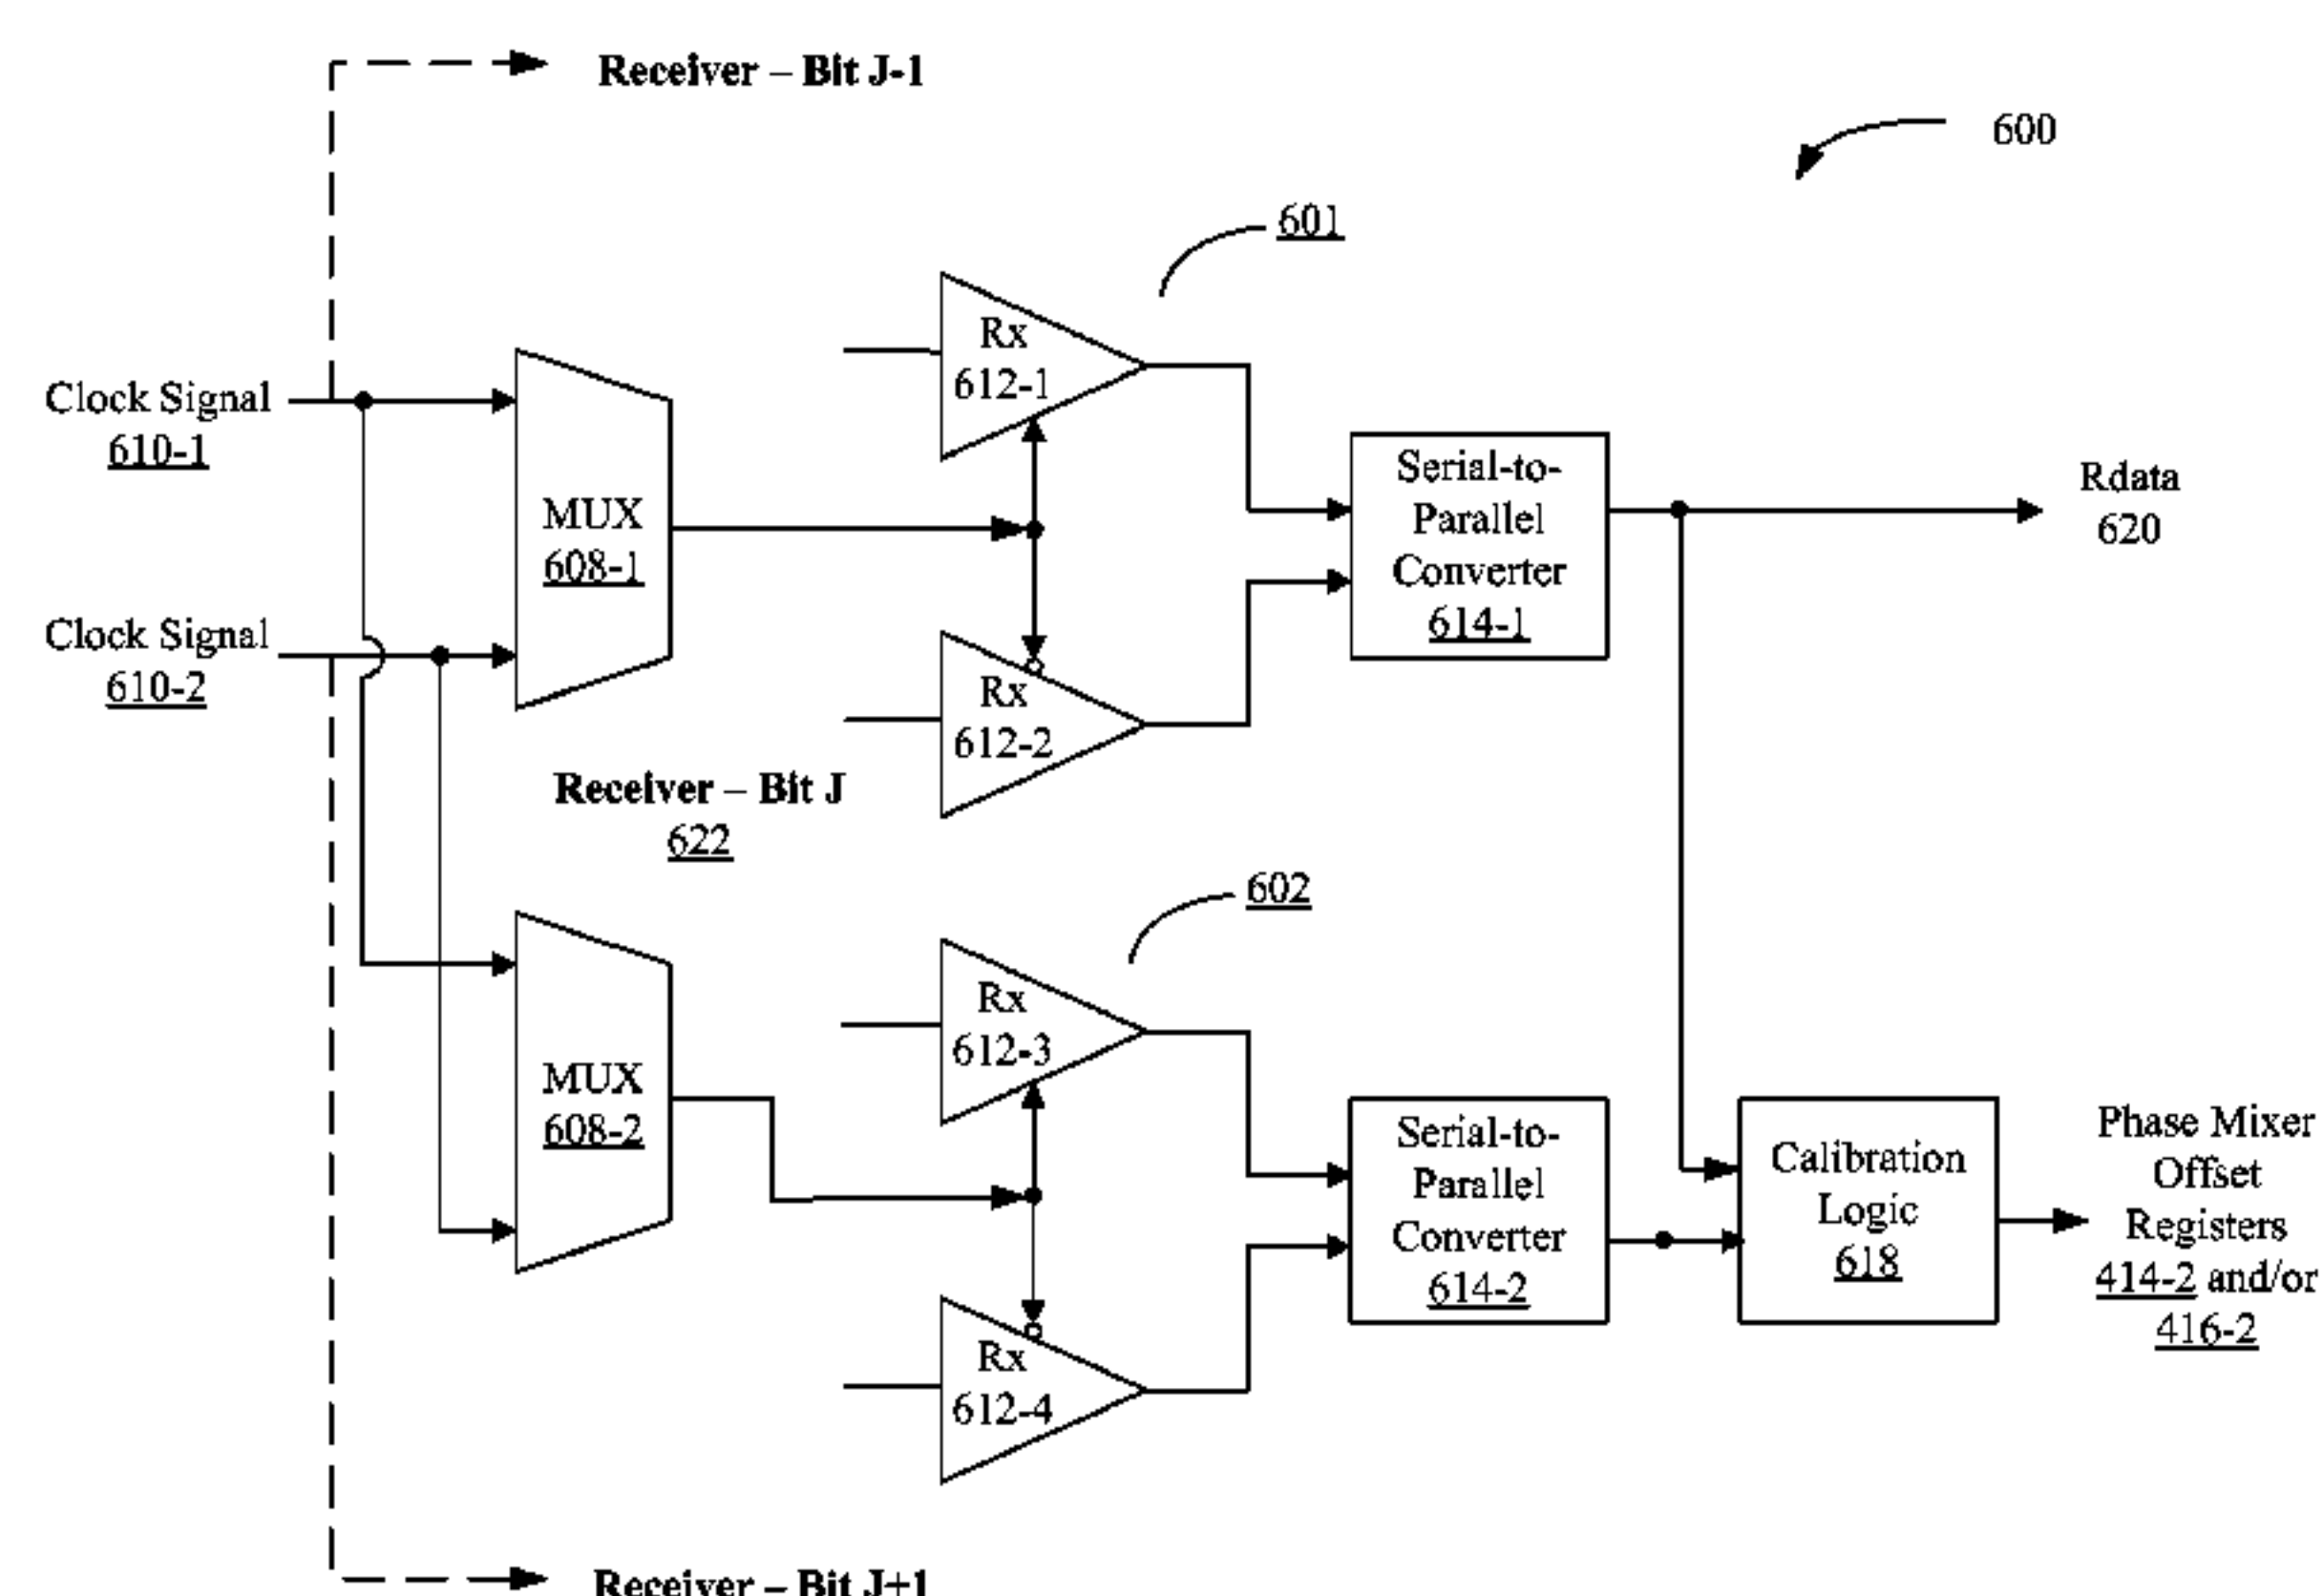 Receiver – Bit J-1
600
601
Rx
612-1
Clock Signal
610-1
MUX
608-1
Serial-to-
Parallel
Converter
614-1
Rdata
620
Clock Signal
610-2
Rx
612-2
Receiver – Bit J
622
602
Rx
612-3
MUX
608-2
Serial-to-
Parallel
Converter
614-2
Calibration
Logic
618
Phase Mixer
Offset
Registers
414-2 and/or
416-2
Rx
612-4
Receiver – Bit J+1